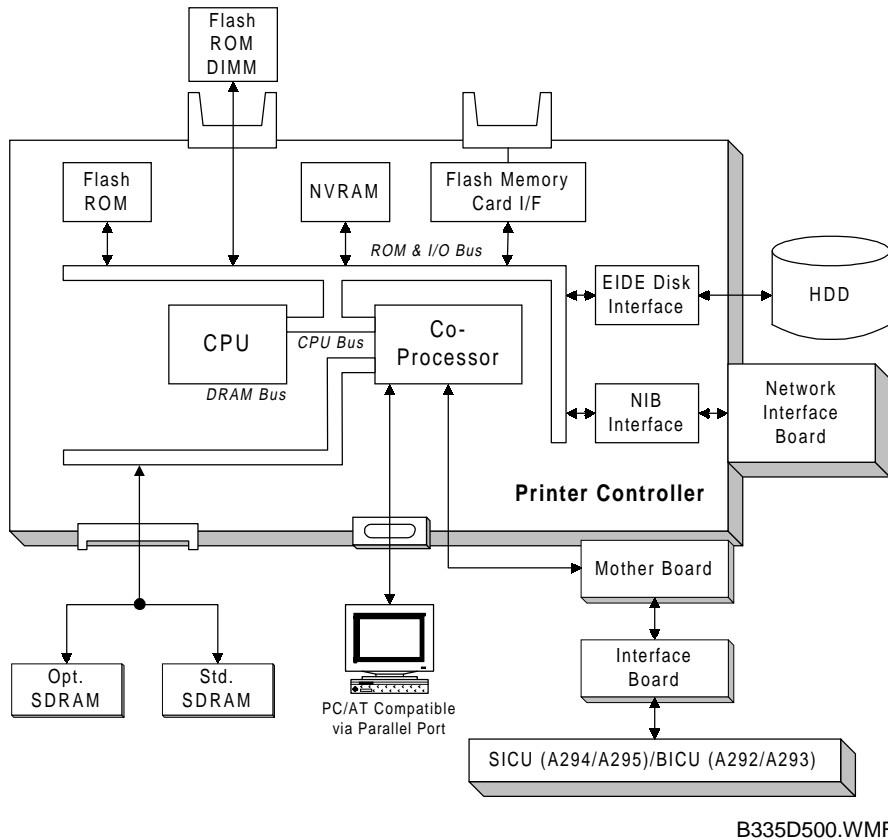 Flash
ROM
DIMM
Flash
ROM
NVRAM
Flash Memory
Card I/F
ROM & I/O Bus
EIDE Disk
Interface
HDD
CPU
CPU Bus
Co-
Processor
DRAM Bus
NIB
Interface
Network
Interface
Board
Printer Controller
Mother Board
Opt.
SDRAM
Std.
SDRAM
PC/AT Compatible
via Parallel Port
Interface
Board
SICU (A294/A295)/BICU (A292/A293)
B335D500.WMF